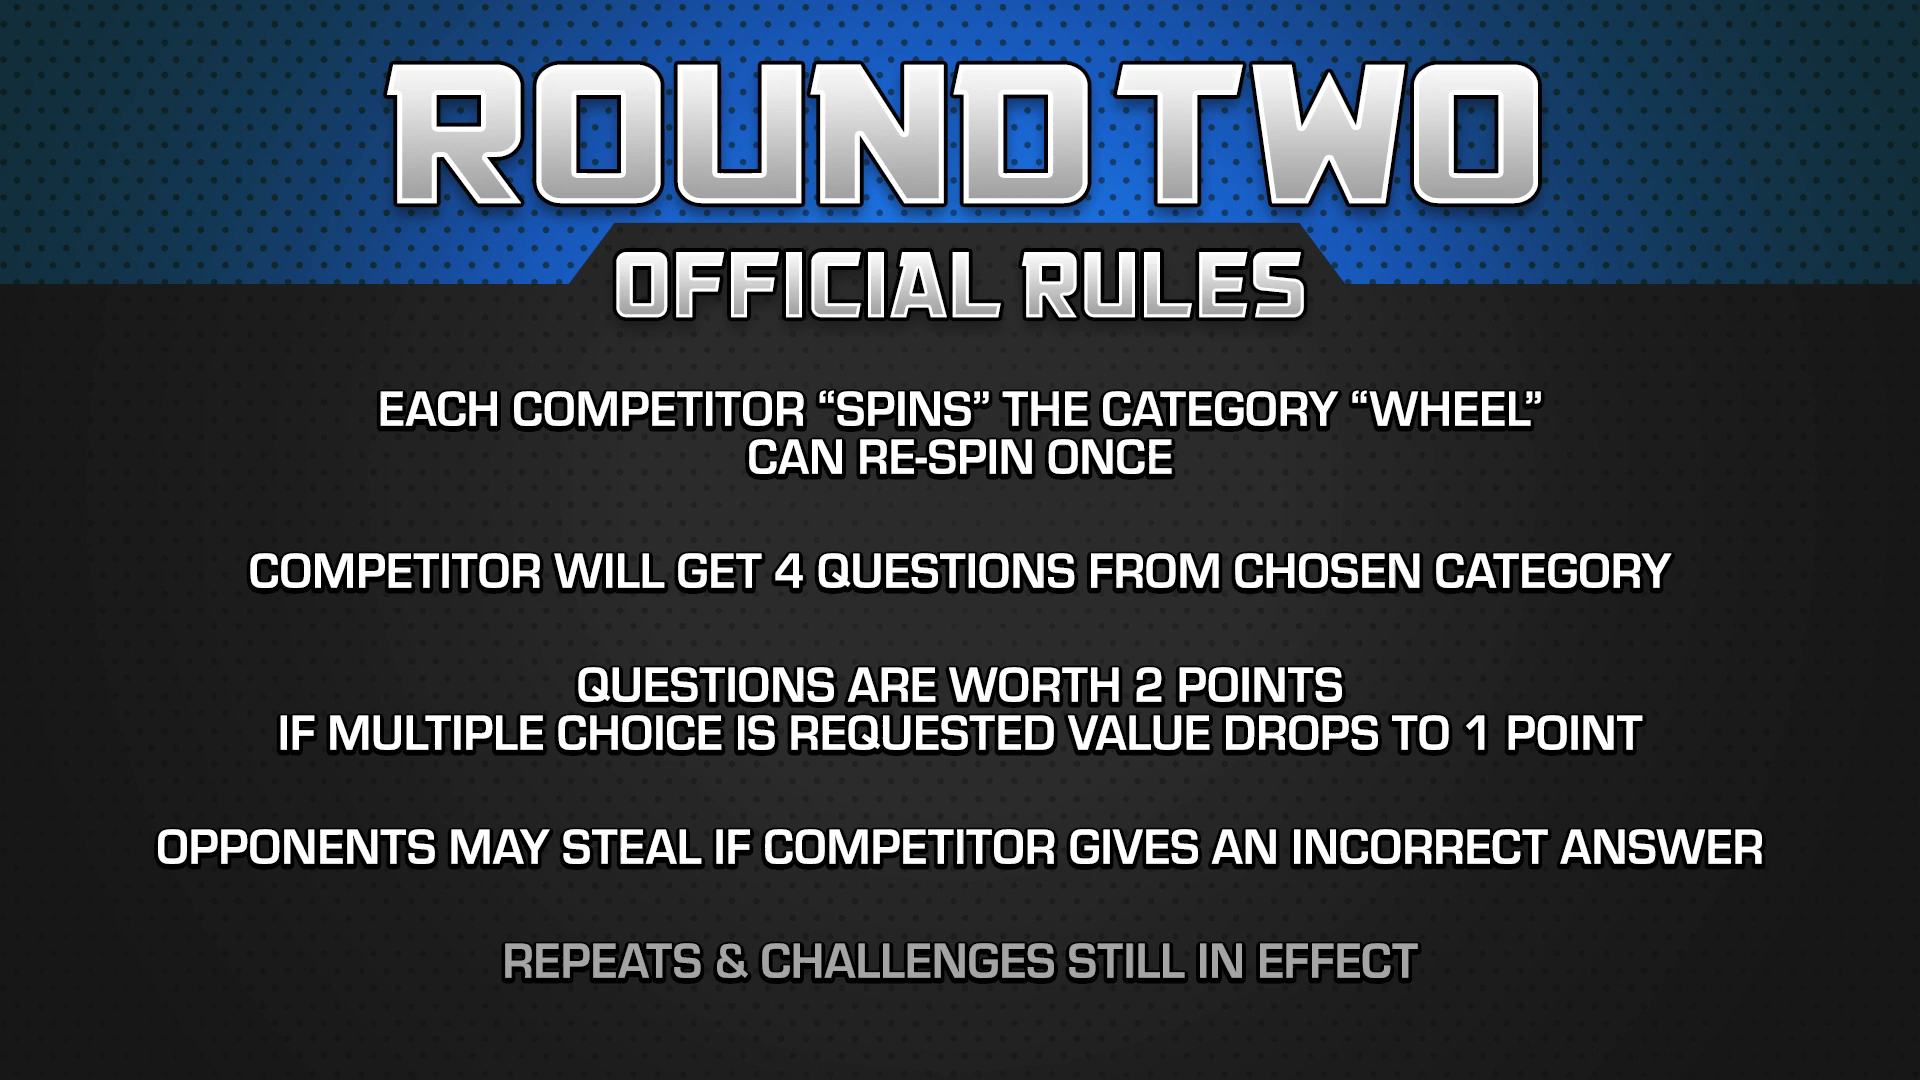 ROUND TWO
OFFICIAL RULES
EACH COMPETITOR “SPINS” THE CATEGORY “WHEEL”
CAN RE-SPIN ONCE
COMPETITOR WILL GET 4 QUESTIONS FROM CHOSEN CATEGORY
QUESTIONS ARE WORTH 2 POINTS
IF MULTIPLE CHOICE IS REQUESTED VALUE DROPS TO 1 POINT
OPPONENTS MAY STEAL IF COMPETITOR GIVES AN INCORRECT ANSWER
REPEATS & CHALLENGES STILL IN EFFECT